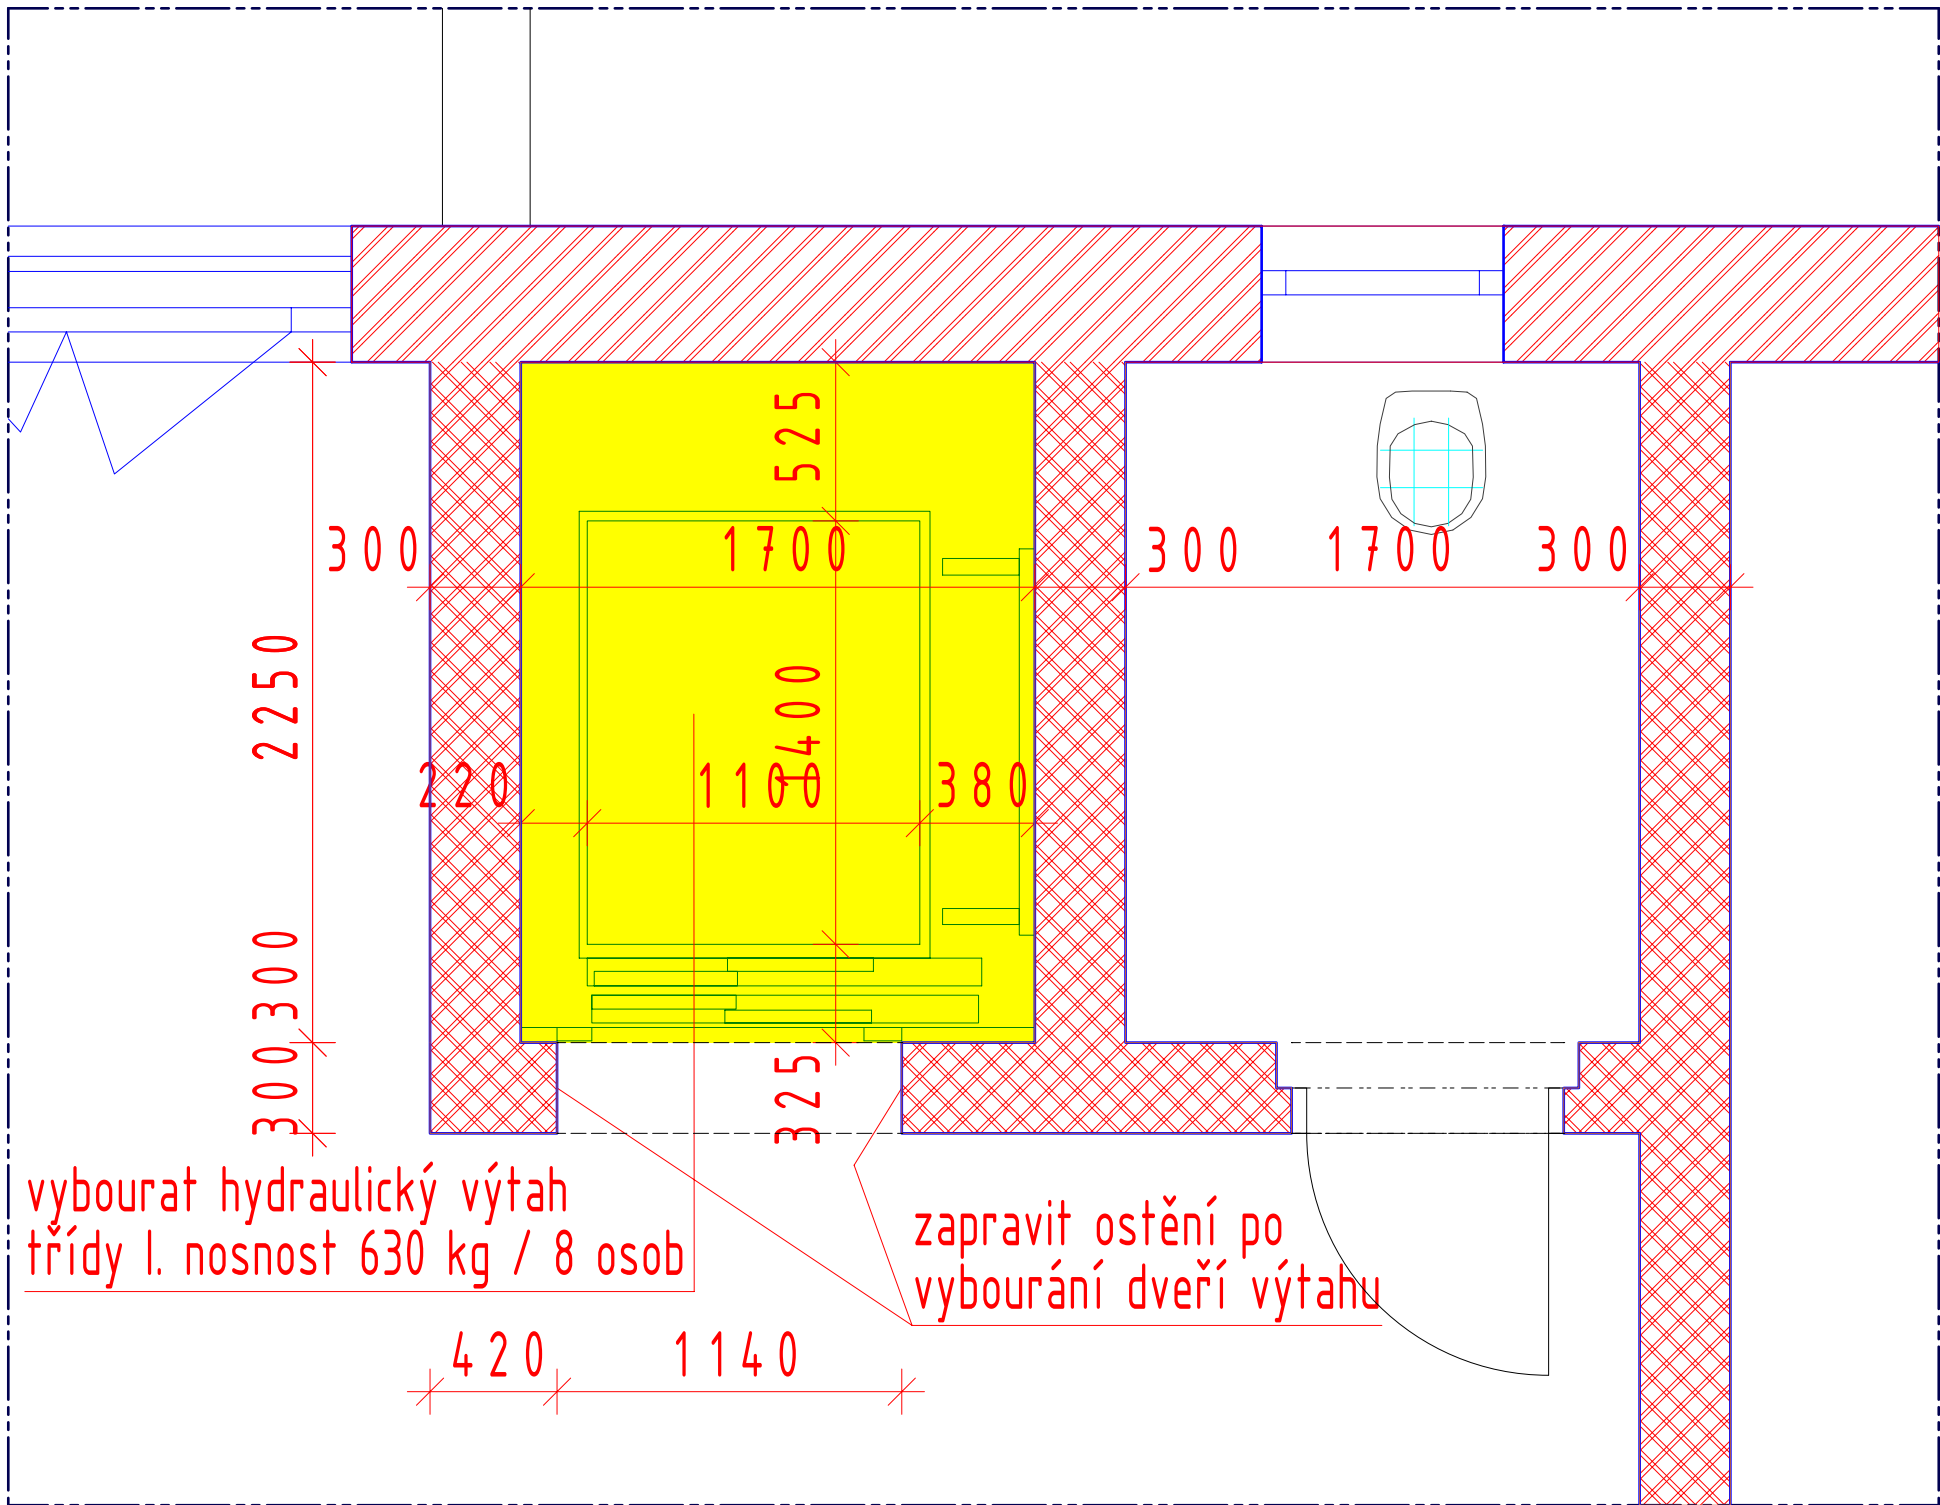 525
300 1700 300 1700 300
2250
1400
220 1100 380
300
300
325
vybourat hydraulický výtah
třídy I. nosnost 630 kg / 8 osob
zapravit ostění po
vybourání dveří výtahu
420 1140